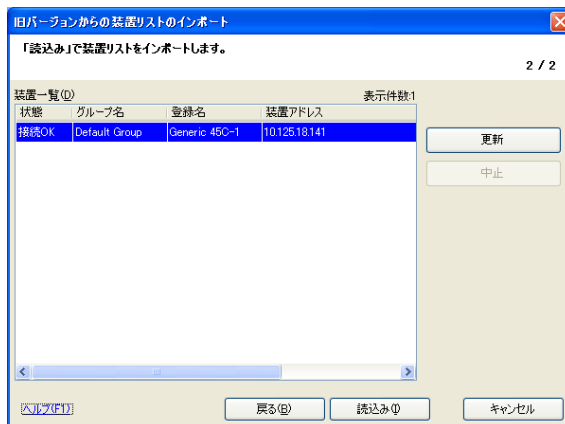 旧バージョンからの装置リストのインポート
「読込み」で装置リストをインポートします。
2 / 2
装置一覧(D) 表示件数:1
状態 グループ名 登録名 装置アドレス
接続OK Default Group Generic 45C-1 10.125.18.141
更新
中止
ヘルプ(F1) 戻る(B) 読込み(I) キャンセル